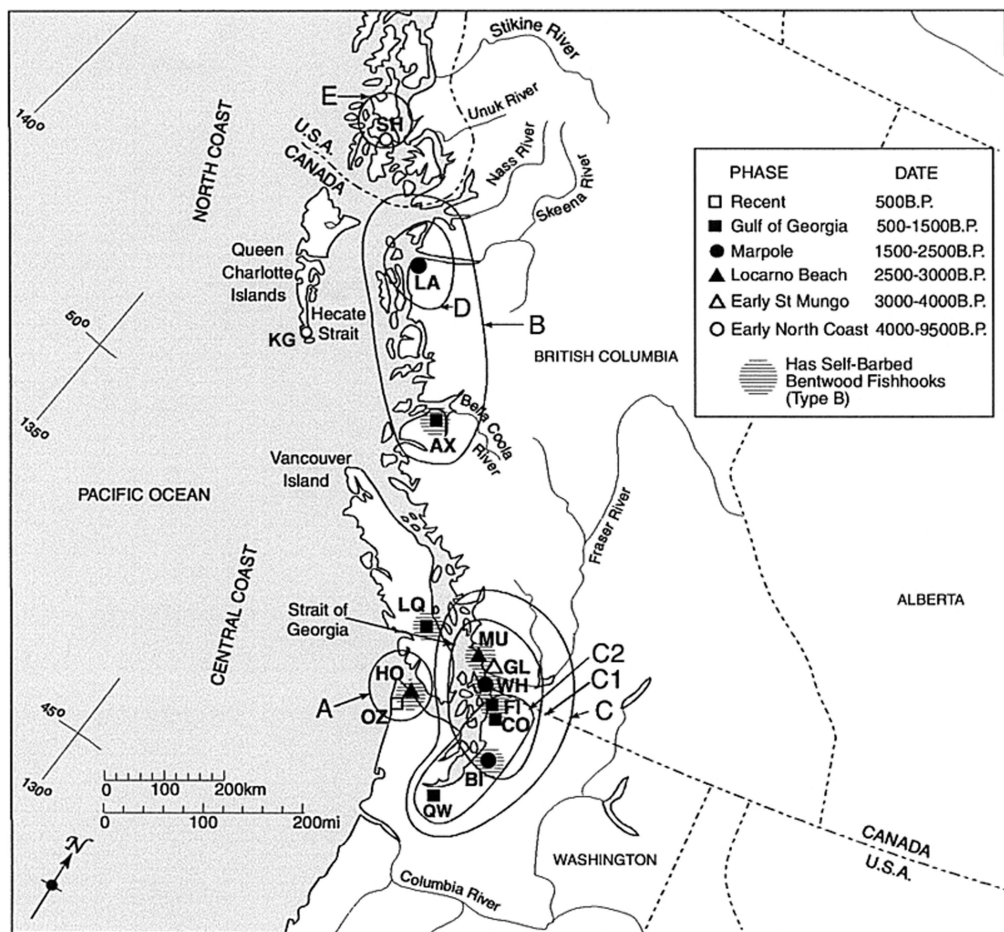 Stikine River
140°
E
Unuk River
SH
NORTH COAST
U.S.A.
CANADA
Nass River
Skeena River
PHASE DATE
Recent 500B.P.
Gulf of Georgia 500-1500B.P.
Marpole 1500-2500B.P.
Locarno Beach 2500-3000B.P.
Early St Mungo 3000-4000B.P.
Early North Coast 4000-9500B.P.
Has Self-Barbed
Bentwood Fishhooks
(Type B)
Queen
Charlotte
Islands
Hecate
Strait
KG
LA
D
B
50°
BRITISH COLUMBIA
135°
Bella Coola
River
AX
Vancouver
Island
PACIFIC OCEAN
Fraser River
CENTRAL COAST
ALBERTA
LQ
Strait of
Georgia
MU
GL
C2
HO
WH
C1
A
OZ
FI
C
CO
45°
BI
130°
QW
0 100 200km
0 100 200mi
N
CANADA
U.S.A.
WASHINGTON
Columbia River